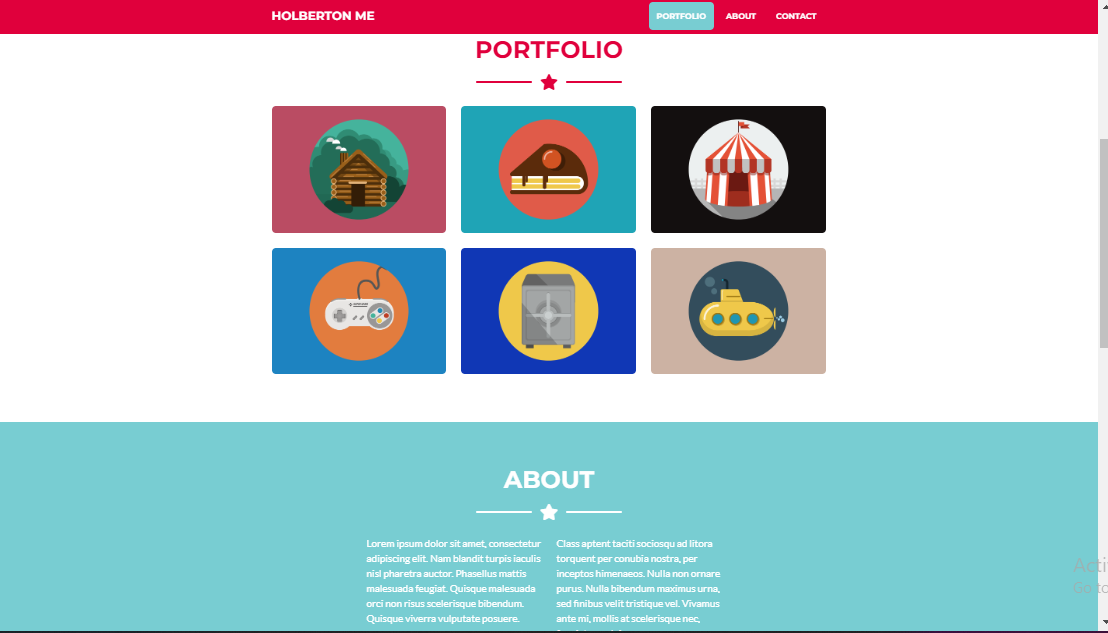 HOLBERTON ME
PORTFOLIO
ABOUT
CONTACT
PORTFOLIO
ABOUT
Lorem ipsum dolor sit amet, consectetur
adipiscing elit. Nam blandit turpis iaculis
nisl pharetra auctor. Phasellus mattis
malesuada feugiat. Quisque malesuada
orci non risus scelerisque bibendum.
Quisque viverra vulputate posuere.
Class aptent taciti sociosqu ad litora
torquent per conubia nostra, per
inceptos himenaeos. Nulla non ornare
purus. Nulla bibendum maximus urna,
sed finibus velit tristique vel. Vivamus
ante mi, mollis at scelerisque nec,
Acti
Go to